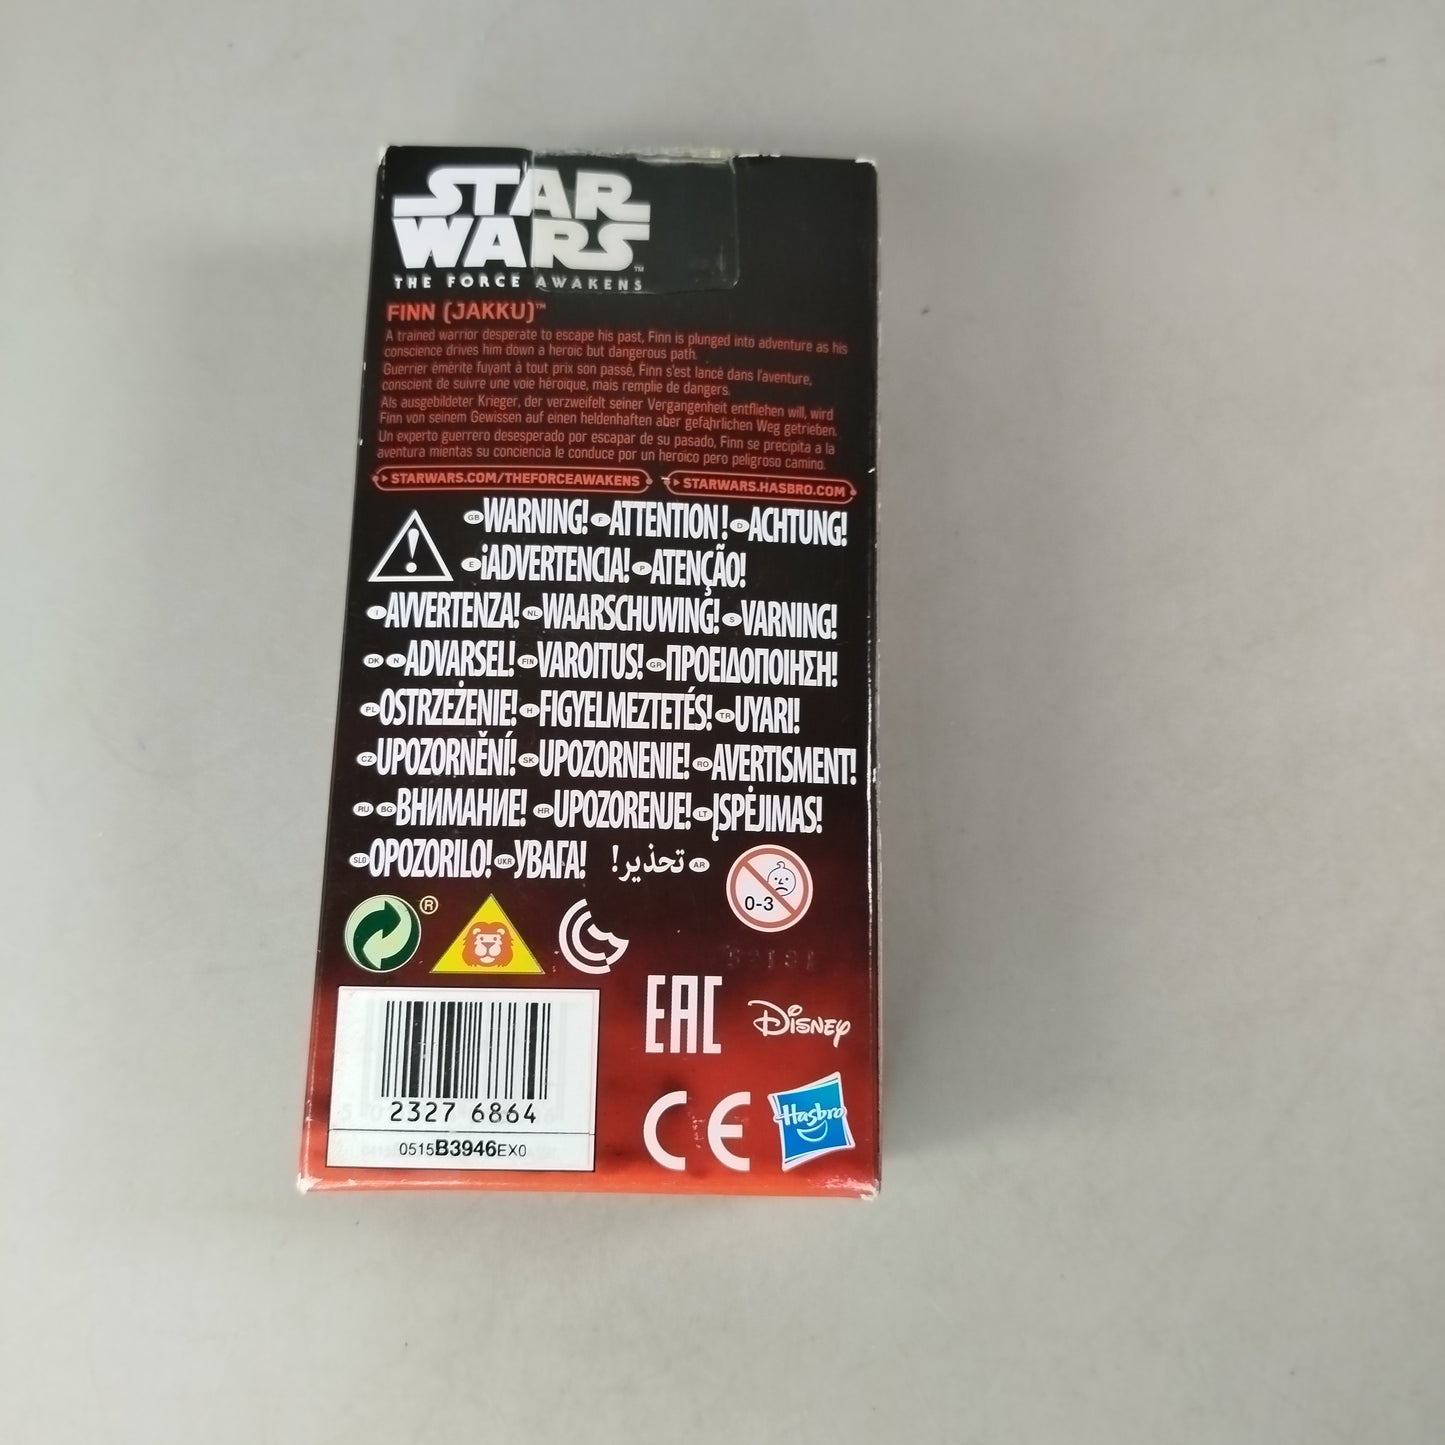 STAR
WARS™
THE FORCE AWAKENS
FINN (JAKKU)™
A trained warrior desperate to escape his past, Finn is plunged into adventure as his
conscience drives him down a heroic but dangerous path.
Guerrier émérite fuyant à tout prix son passé, Finn s'est lancé dans l'aventure,
conscient de suivre une voie héroïque, mais remplie de dangers.
Als ausgebildeter Krieger, der verzweifelt seiner Vergangenheit entfliehen will, wird
Finn von seinem Gewissen auf einen heldenhaften aber gefährlichen Weg getrieben.
Un experto guerrero desesperado por escapar de su pasado, Finn se precipita a la
aventura mientas su conciencia le conduce por un heroico pero peligroso camino.
STARWARS.COM/THEFORCEAWAKENS STARWARS.HASBRO.COM
GB WARNING! F ATTENTION ! D ACHTUNG!
E ¡ADVERTENCIA! P ATENÇÃO!
I AVVERTENZA! NL WAARSCHUWING! S VARNING!
DK N ADVARSEL! FIN VAROITUS! GR ΠΡΟΕΙΔΟΠΟΙΗΣΗ!
PL OSTRZEŻENIE! H FIGYELMEZTETÉS! TR UYARI!
CZ UPOZORNĚNÍ! SK UPOZORNENIE! RO AVERTISMENT!
RU BG ВНИМАНИЕ! HR UPOZORENJE! LT ĮSPĖJIMAS!
SLO OPOZORILO! UKR УВАГА! تحذير! AR
0-3
®
EAC
Disney
2327 6864
0515B3946EX0
CE
Hasbro